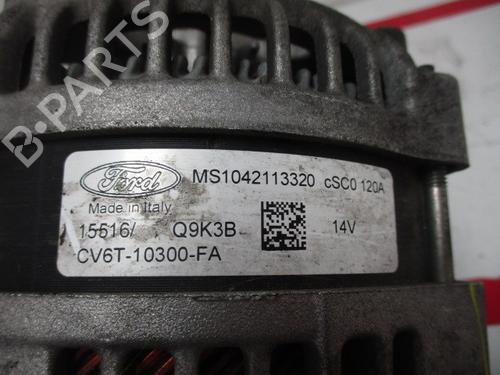 B-PARTS
Ford MS1042113320 cSC0 120A
Made in Italy
15516/ Q9K3B 14V
CV6T-10300-FA